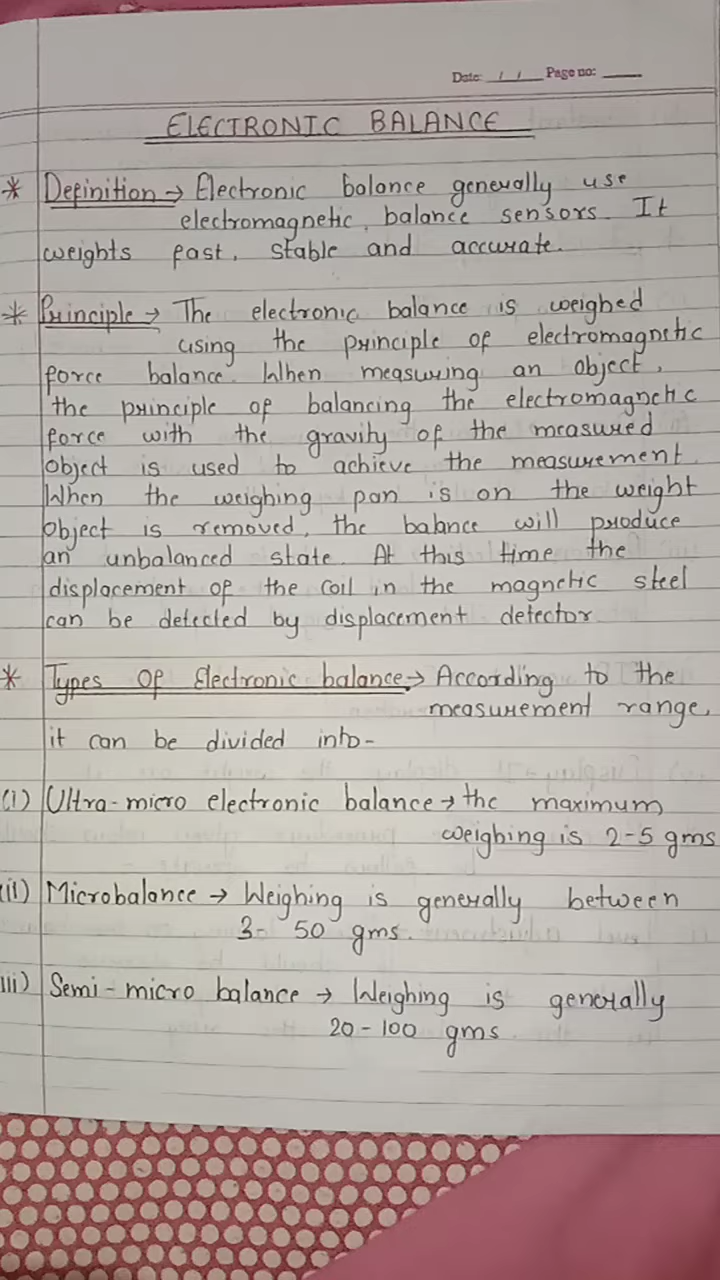 Date: / / Page no:
ELECTRONIC BALANCE
* Definition → Electronic balance generally use
electromagnetic, balance sensors. It
weights fast, stable and accurate.
* Principle → The electronic balance is weighed
using the principle of electromagnetic
force balance. When measuring an object,
the principle of balancing the electromagnetic
force with the gravity of the measured
object is used to achieve the measurement.
When the weighing pan is on the weight
object is removed, the balance will produce
an unbalanced state. At this time the
displacement of the coil in the magnetic steel
can be detected by displacement detector
* Types Of Electronic balance → According to the
measurement range,
it can be divided into -
(i) Ultra-micro electronic balance → the maximum
weighing is 2-5 gms
(ii) Microbalance → Weighing is generally between
3- 50 gms.
iii) Semi-micro balance → Weighing is generally
20-100 gms.